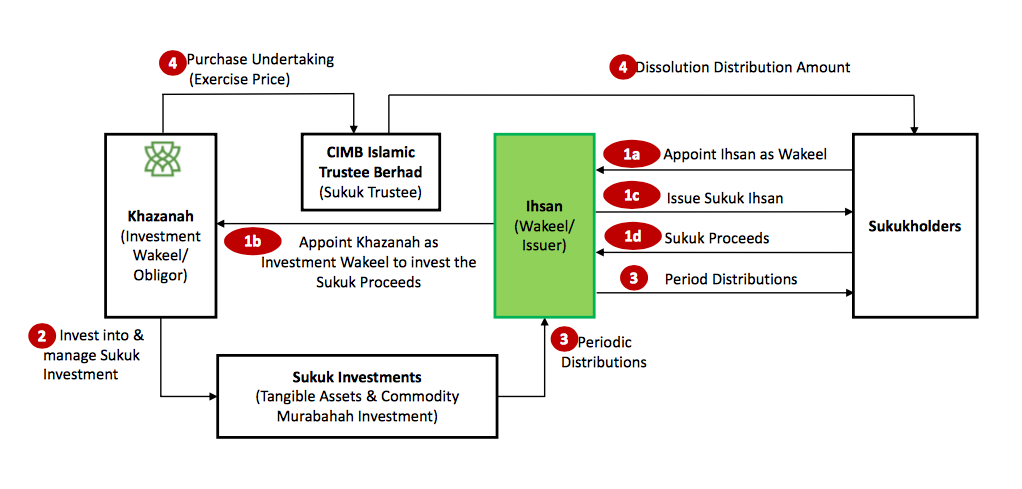 4 Purchase Undertaking
(Exercise Price)
4 Dissolution Distribution Amount
CIMB Islamic
Trustee Berhad
(Sukuk Trustee)
Khazanah
(Investment
Wakeel/
Obligor)
Ihsan
(Wakeel/
Issuer)
Sukukholders
1a Appoint Ihsan as Wakeel
1c Issue Sukuk Ihsan
1d Sukuk Proceeds
3 Period Distributions
1b Appoint Khazanah as
Investment Wakeel to invest the
Sukuk Proceeds
2 Invest into &
manage Sukuk
Investment
Sukuk Investments
(Tangible Assets & Commodity
Murabahah Investment)
3 Periodic
Distributions